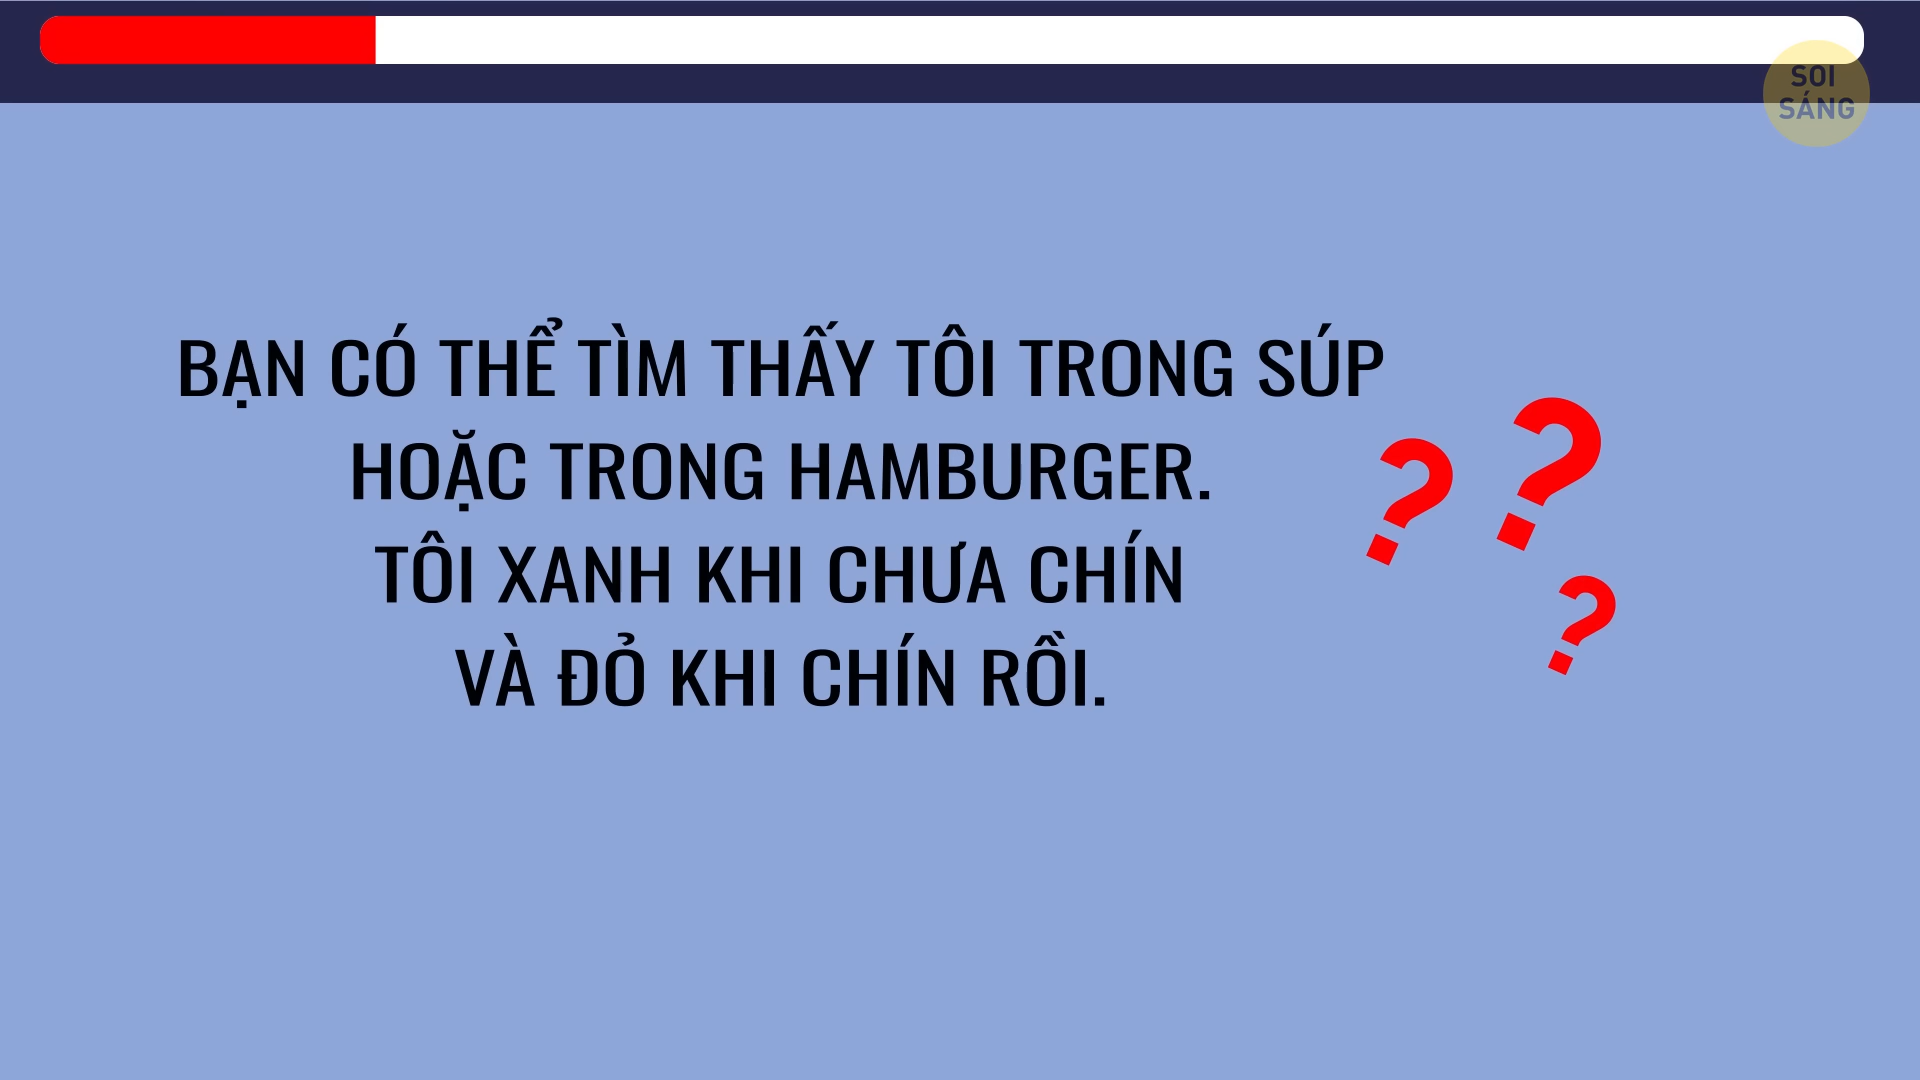 SOI
SÁNG
BẠN CÓ THỂ TÌM THẤY TÔI TRONG SÚP
HOẶC TRONG HAMBURGER.
TÔI XANH KHI CHƯA CHÍN
VÀ ĐỎ KHI CHÍN RỒI.
?
?
?